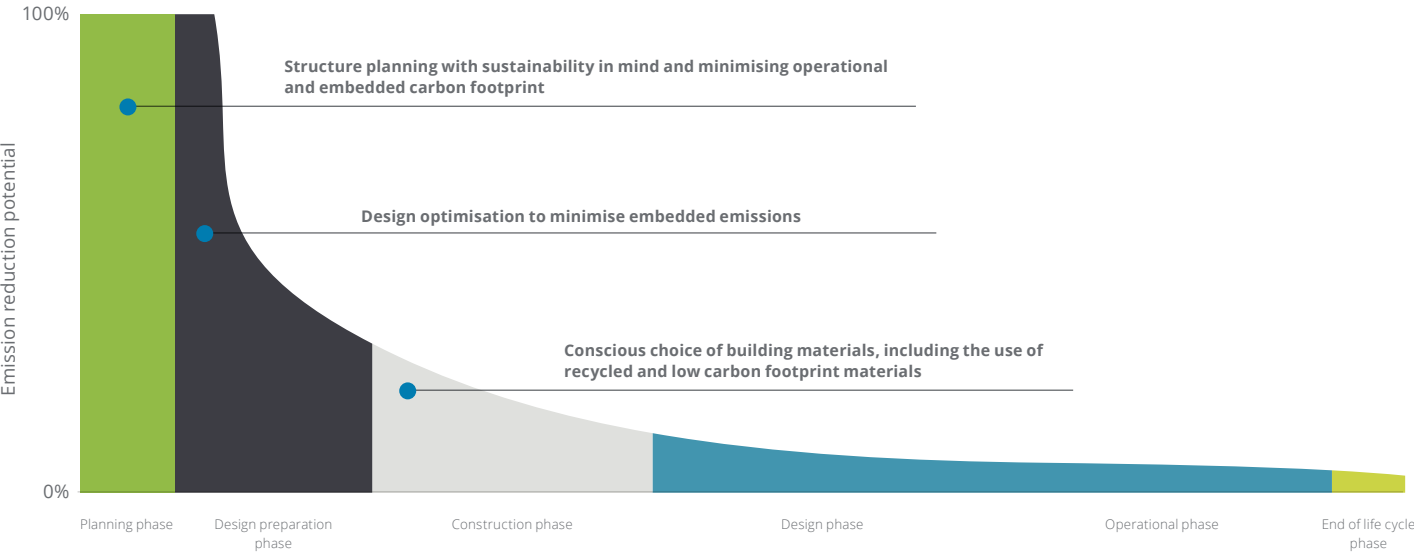 100%
Structure planning with sustainability in mind and minimising operational
and embedded carbon footprint
Design optimisation to minimise embedded emissions
Emission reduction potential
Conscious choice of building materials, including the use of
recycled and low carbon footprint materials
0%
Planning phase
Design preparation
phase
Construction phase
Design phase
Operational phase
End of life cycle
phase